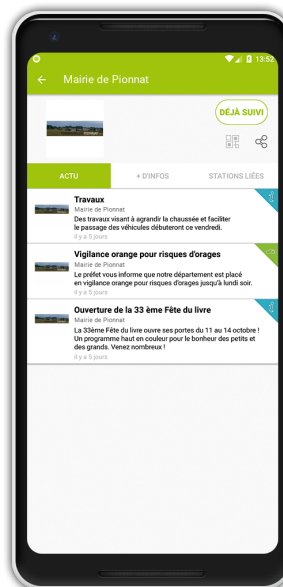 13:52
Mairie de Pionnat
DÉJÀ SUIVI
ACTU
+ D'INFOS
STATIONS LIÉES
Travaux
Mairie de Pionnat
Des travaux visant à agrandir la chaussée et faciliter
le passage des véhicules débuteront ce vendredi.
il y a 5 jours
Vigilance orange pour risques d'orages
Mairie de Pionnat
Le préfet vous informe que notre département est placé
en vigilance orange pour risques d'orages jusqu'à lundi soir.
il y a 5 jours
Ouverture de la 33 ème Fête du livre
Mairie de Pionnat
La 33ème Fête du livre ouvre ses portes du 11 au 14 octobre !
Un programme haut en couleur pour le bonheur des petits et
des grands. Venez nombreux !
il y a 5 jours